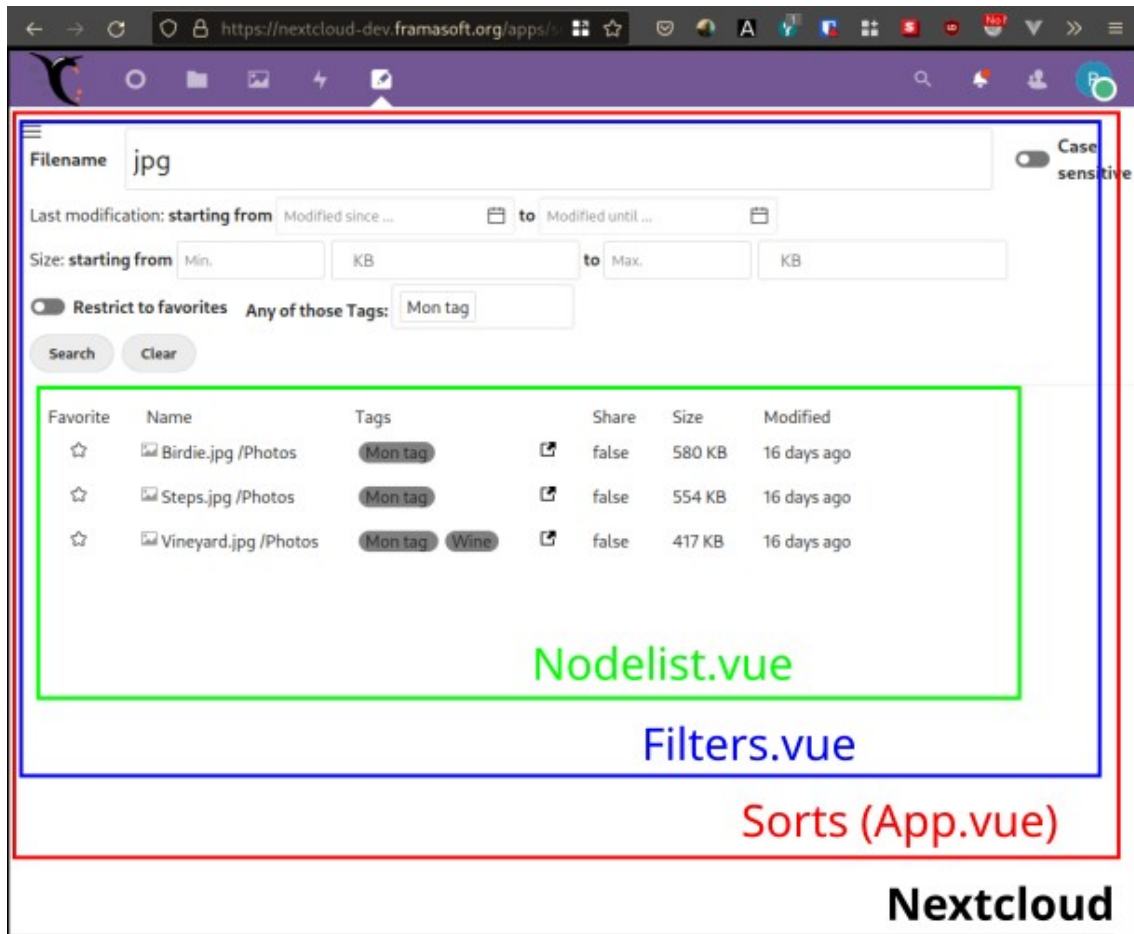 https://nextcloud-dev.framasoft.org/apps/s
Filename jpg Case sensitive
Last modification: starting from Modified since ... to Modified until ...
Size: starting from Min. KB to Max. KB
Restrict to favorites Any of those Tags: Mon tag
Search Clear
Favorite Name Tags Share Size Modified
Birdie.jpg /Photos Mon tag false 580 KB 16 days ago
Steps.jpg /Photos Mon tag false 554 KB 16 days ago
Vineyard.jpg /Photos Mon tag Wine false 417 KB 16 days ago
Nodelist.vue
Filters.vue
Sorts (App.vue)
Nextcloud